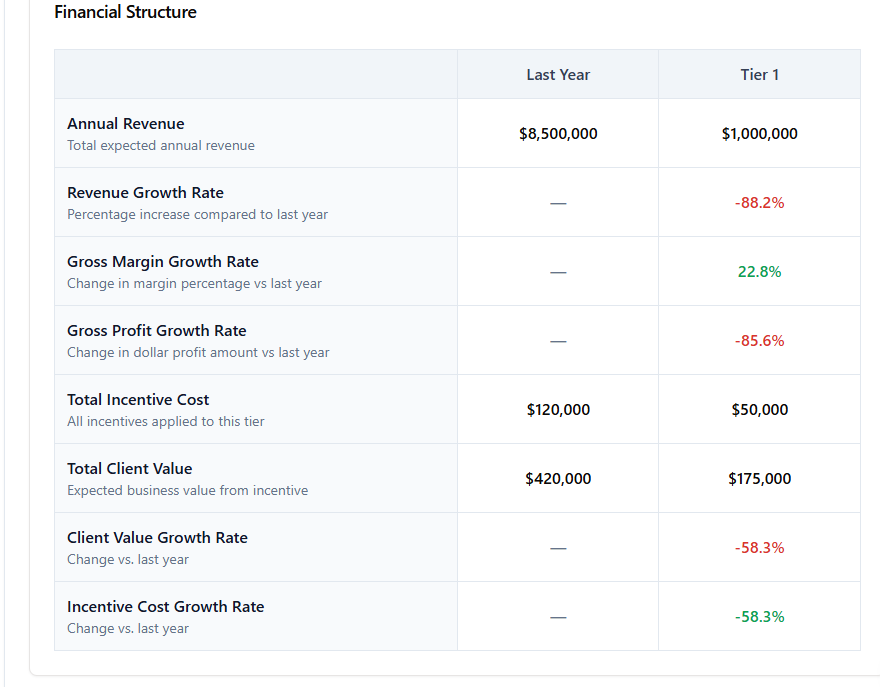 Financial Structure
Last Year Tier 1
Annual Revenue
Total expected annual revenue
$8,500,000 $1,000,000
Revenue Growth Rate
Percentage increase compared to last year
— -88.2%
Gross Margin Growth Rate
Change in margin percentage vs last year
— 22.8%
Gross Profit Growth Rate
Change in dollar profit amount vs last year
— -85.6%
Total Incentive Cost
All incentives applied to this tier
$120,000 $50,000
Total Client Value
Expected business value from incentive
$420,000 $175,000
Client Value Growth Rate
Change vs. last year
— -58.3%
Incentive Cost Growth Rate
Change vs. last year
— -58.3%